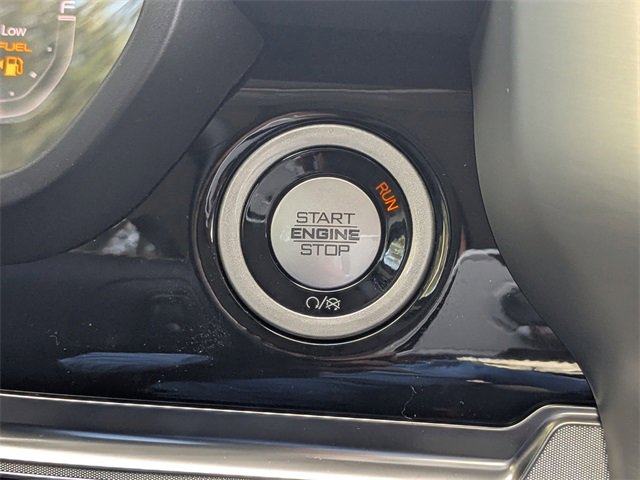 F
Low
FUEL
RUN
START
ENGINE
STOP